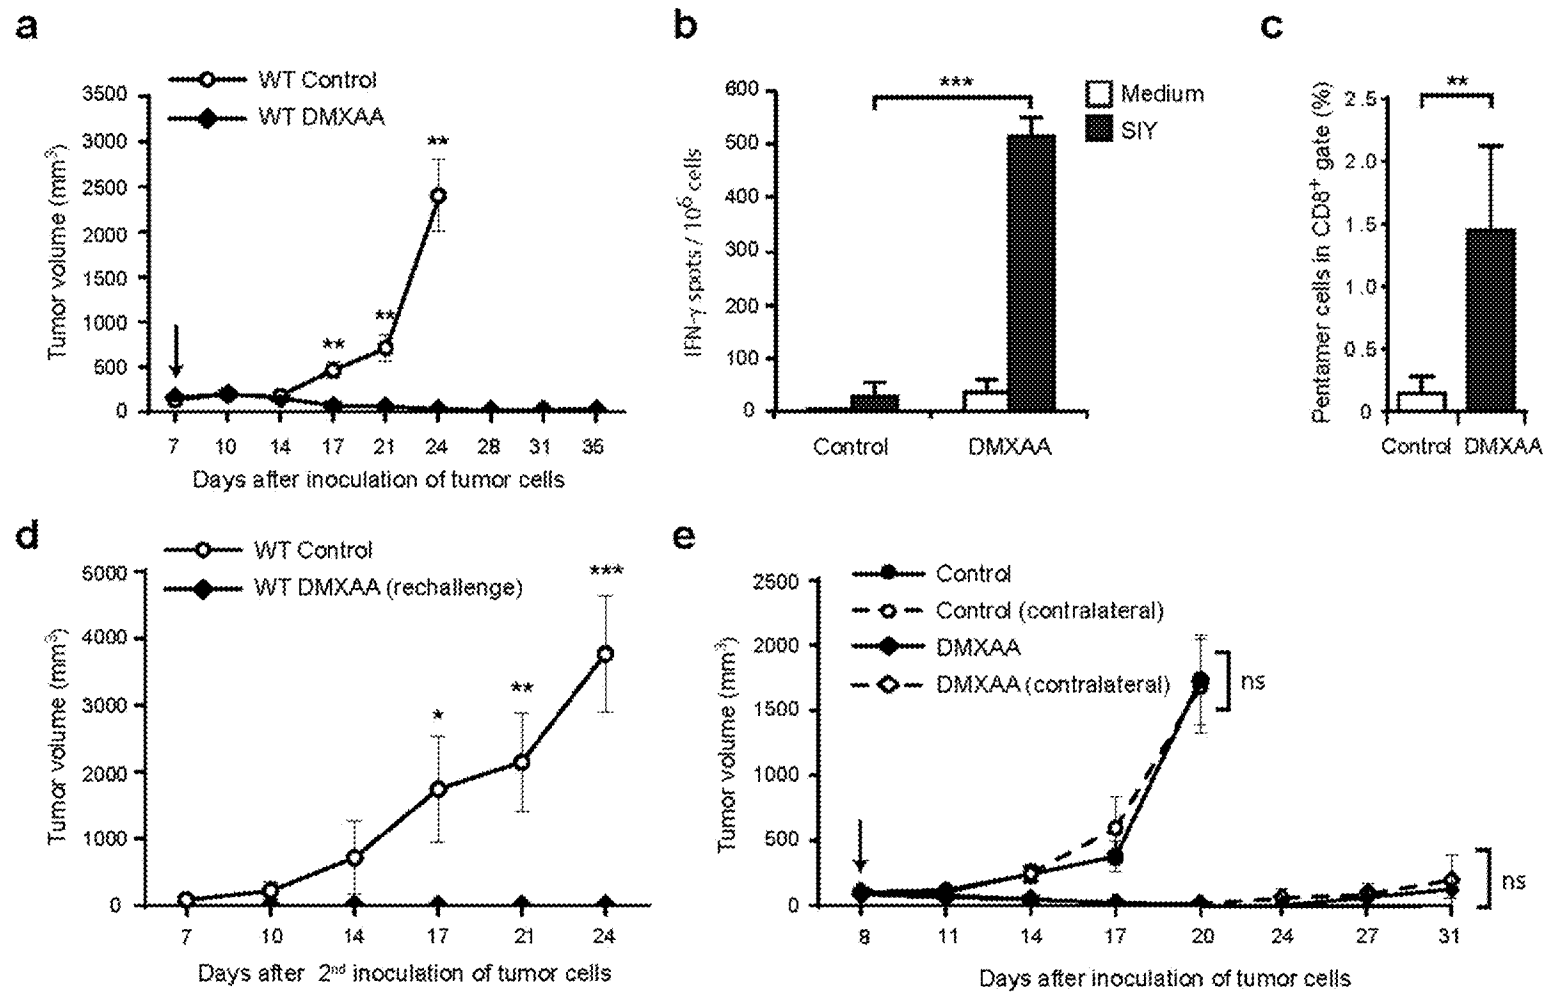 a
WT Control
WT DMXAA
3500
3000
2500
2000
1500
1000
500
0
Tumor volume (mm³)
**
**
**
7 10 14 17 21 24 28 31 36
Days after inoculation of tumor cells
b
600
500
400
300
200
100
0
IFN-γ spots / 10⁶ cells
***
Medium
SIY
Control DMXAA
c
2.5
2.0
1.5
1.0
0.5
0
Pentamer cells in CD8⁺ gate (%)
**
Control DMXAA
d
WT Control
WT DMXAA (rechallenge)
5000
4000
3000
2000
1000
0
Tumor volume (mm³)
*
**
***
7 10 14 17 21 24
Days after 2ⁿᵈ inoculation of tumor cells
e
Control
Control (contralateral)
DMXAA
DMXAA (contralateral)
2500
2000
1500
1000
500
0
Tumor volume (mm³)
ns
ns
8 11 14 17 20 24 27 31
Days after inoculation of tumor cells